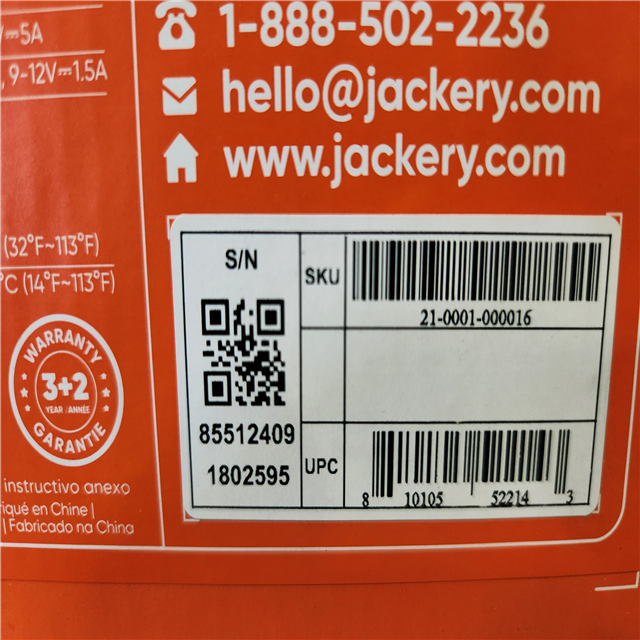 5A
9-12V⎓1.5A
1-888-502-2236
hello@jackery.com
www.jackery.com
(32°F~113°F)
°C (14°F~113°F)
WARRANTY
3+2
YEAR / ANNÉE
GARANTIE
instructivo anexo
iqué en Chine |
| Fabricado na China
S/N
85512409
1802595
SKU
21-0001-000016
UPC
8 10105 52214 3